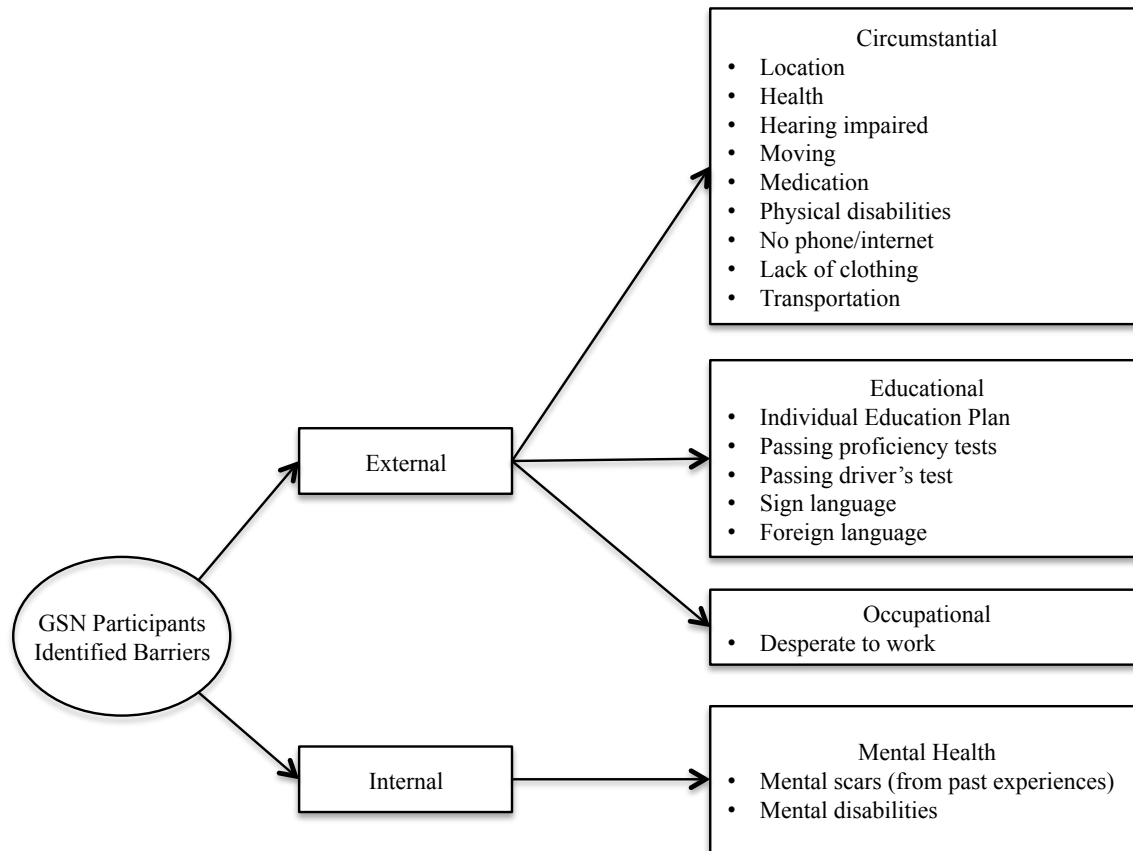 Circumstantial
• Location
• Health
• Hearing impaired
• Moving
• Medication
• Physical disabilities
• No phone/internet
• Lack of clothing
• Transportation
Educational
• Individual Education Plan
• Passing proficiency tests
• Passing driver’s test
• Sign language
• Foreign language
External
GSN Participants
Identified Barriers
Occupational
• Desperate to work
Internal
Mental Health
• Mental scars (from past experiences)
• Mental disabilities